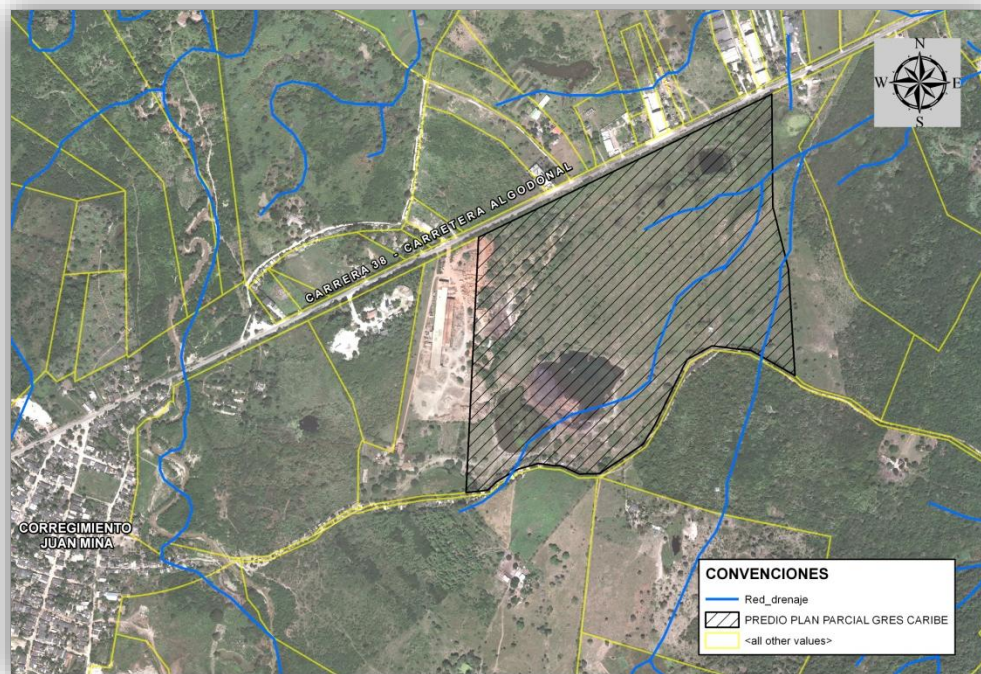 N
W E
S
CARRERA 38 - CARRETERA ALGODONAL
CORREGIMIENTO
JUAN MINA
CONVENCIONES
Red_drenaje
PREDIO PLAN PARCIAL GRES CARIBE
<all other values>